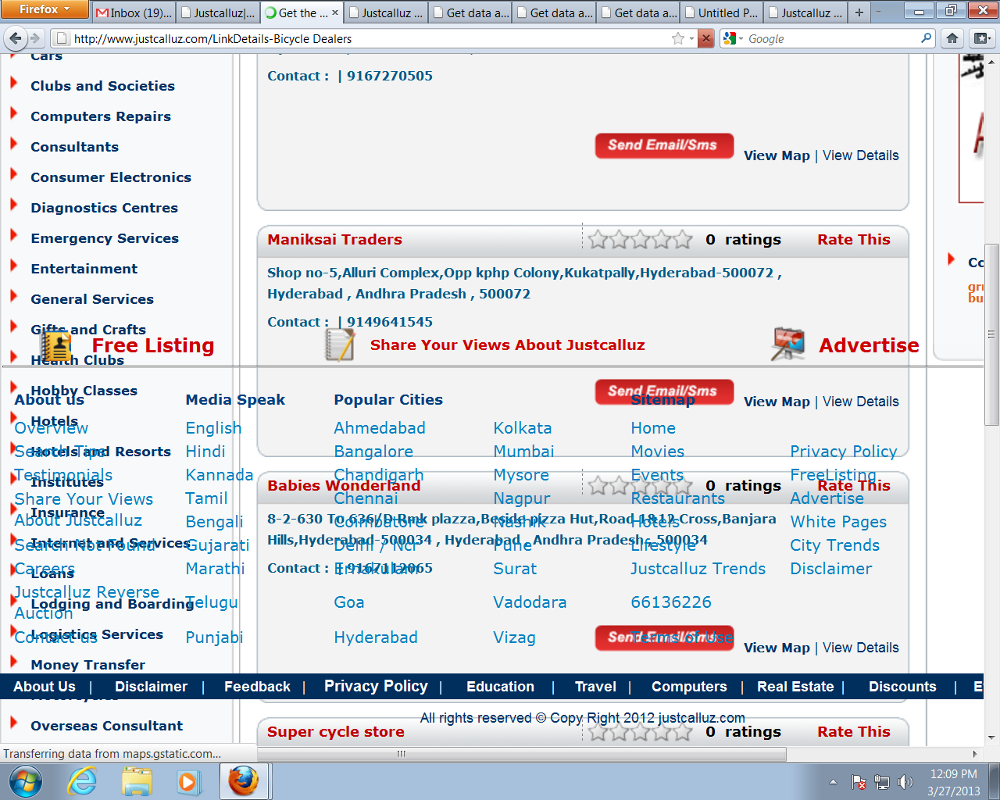 Firefox
Inbox (19)...
Justcalluz|...
Get the ...
Justcalluz ...
Get data a...
Get data a...
Get data a...
Untitled P...
Justcalluz ...
http://www.justcalluz.com/LinkDetails-Bicycle Dealers
Google
Cars
Clubs and Societies
Computers Repairs
Consultants
Consumer Electronics
Diagnostics Centres
Emergency Services
Entertainment
General Services
Gifts and Crafts
Health Clubs
Hobby Classes
Hotels
Hotels and Resorts
Institutes
Insurance
Internet and Services
Loans
Lodging and Boarding
Logistics Services
Money Transfer
Motorcycles
Overseas Consultant
Contact : | 9167270505
Send Email/Sms
View Map | View Details
Maniksai Traders
0 ratings
Rate This
Shop no-5,Alluri Complex,Opp kphp Colony,Kukatpally,Hyderabad-500072 ,
Hyderabad , Andhra Pradesh , 500072
Contact : | 9149641545
Send Email/Sms
View Map | View Details
Babies Wonderland
0 ratings
Rate This
8-2-630 To 636/D Rmk plazza,Beside pizza Hut,Road 1&12 Cross,Banjara
Hills,Hyderabad-500034 , Hyderabad , Andhra Pradesh , 500034
Contact : | 9167112065
Send Email/Sms
View Map | View Details
Super cycle store
0 ratings
Rate This
Free Listing
Share Your Views About Justcalluz
Advertise
About us
Overview
Search Tips
Testimonials
Share Your Views
About Justcalluz
Search Not Found
Careers
Justcalluz Reverse
Auction
Contact us
Media Speak
English
Hindi
Kannada
Tamil
Bengali
Gujarati
Marathi
Telugu
Punjabi
Popular Cities
Ahmedabad
Bangalore
Chandigarh
Chennai
Coimbatore
Delhi / Ncr
Ernakulam
Goa
Hyderabad
Kolkata
Mumbai
Mysore
Nagpur
Nashik
Pune
Surat
Vadodara
Vizag
Sitemap
Home
Movies
Events
Restaurants
Hotels
Lifestyle
Justcalluz Trends
66136226
Terms of Use
Privacy Policy
FreeListing
Advertise
White Pages
City Trends
Disclaimer
Co
gr
bu
About Us | Disclaimer | Feedback | Privacy Policy | Education | Travel | Computers | Real Estate | Discounts | E
All rights reserved © Copy Right 2012 justcalluz.com
Transferring data from maps.gstatic.com...
12:09 PM
3/27/2013